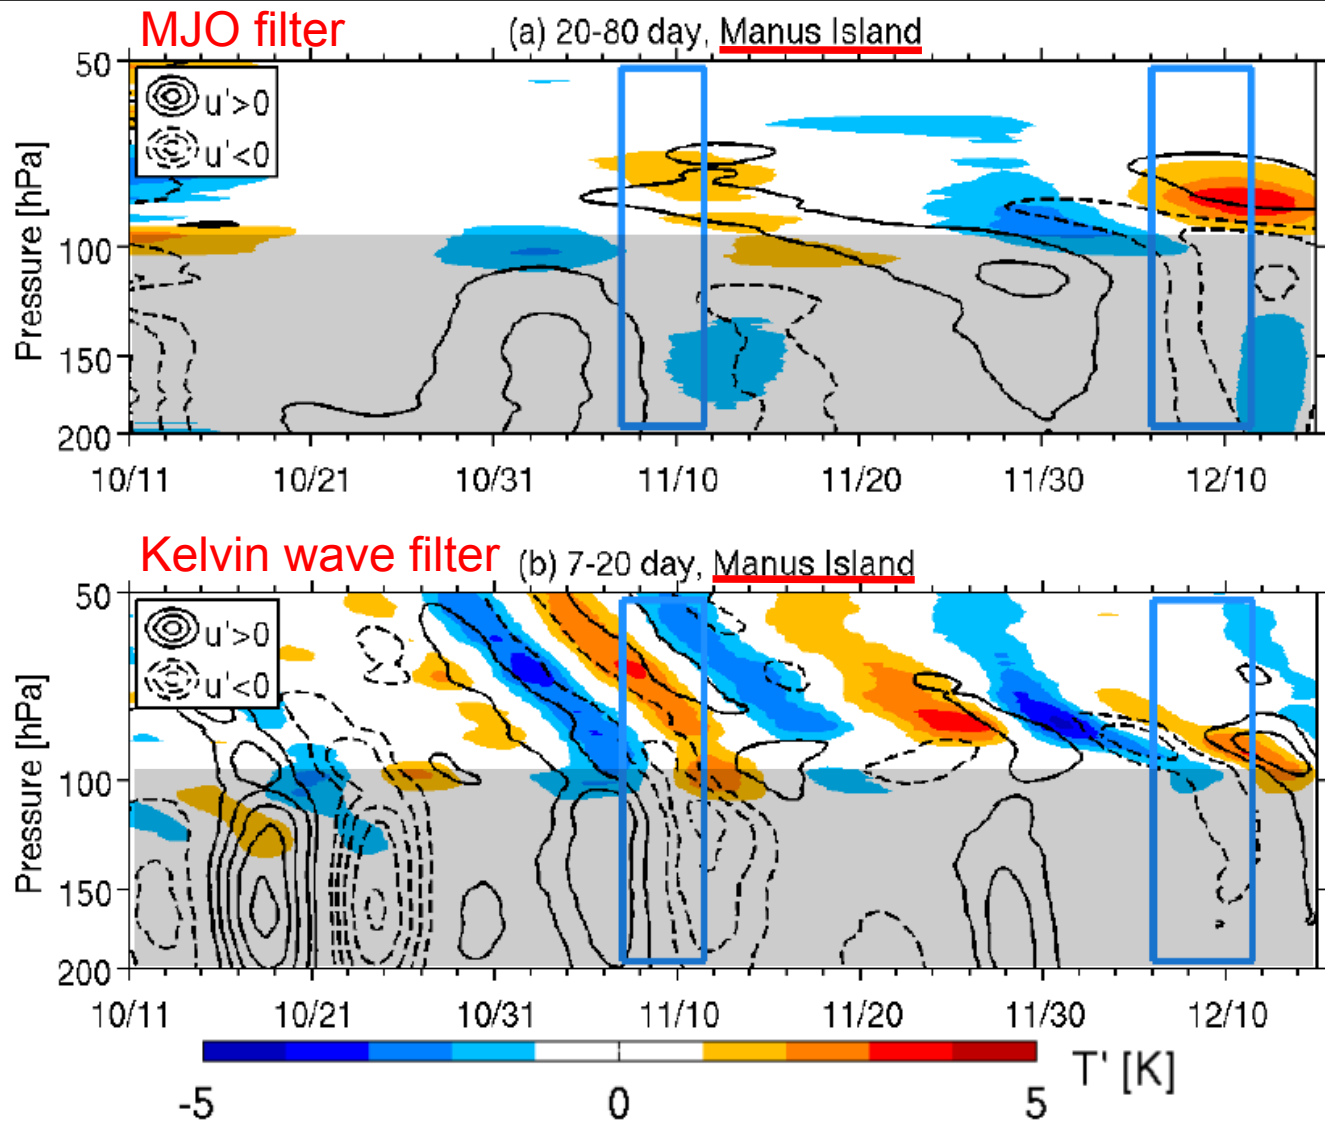 MJO filter
(a) 20-80 day, Manus Island
u'>0
u'<0
Pressure [hPa]
50
100
150
200
10/11 10/21 10/31 11/10 11/20 11/30 12/10
Kelvin wave filter
(b) 7-20 day, Manus Island
u'>0
u'<0
Pressure [hPa]
50
100
150
200
10/11 10/21 10/31 11/10 11/20 11/30 12/10
-5 0 5 T' [K]